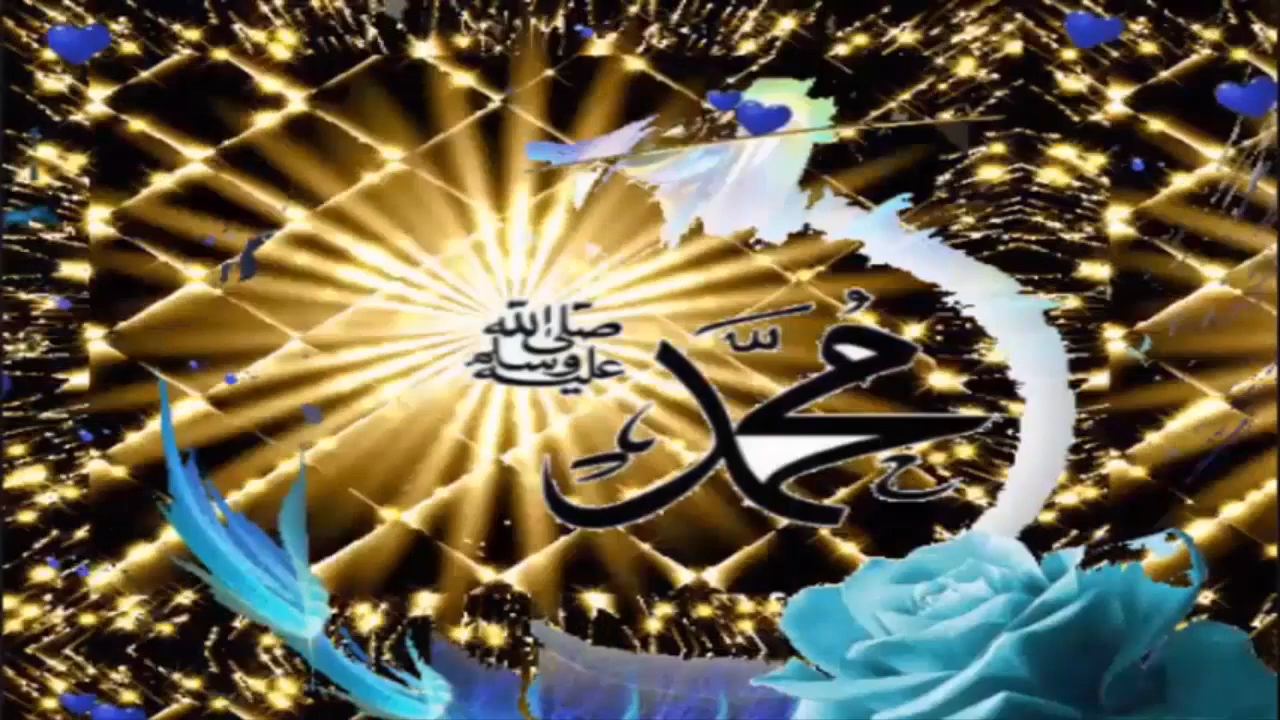 محمد
صلى الله
عليه وسلم